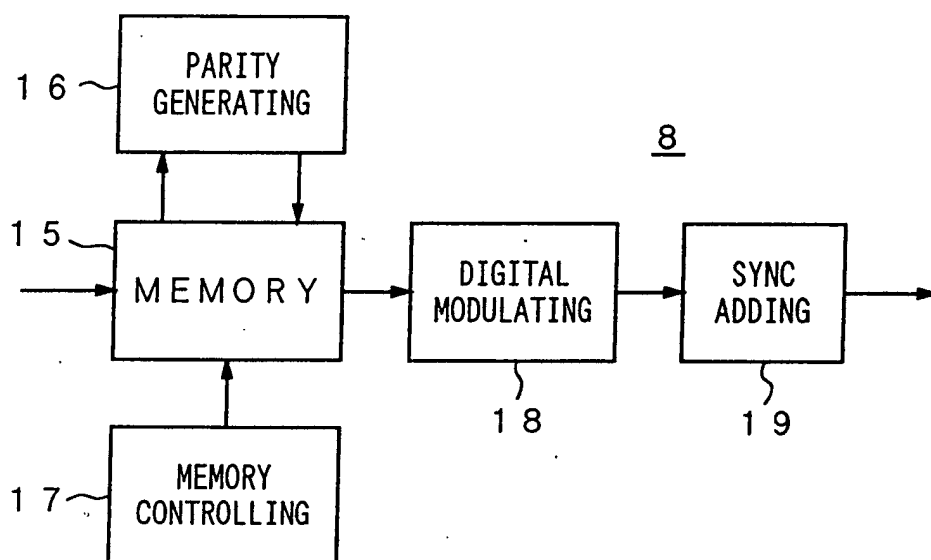 PARITY
GENERATING
16
8
15
MEMORY
DIGITAL
MODULATING
SYNC
ADDING
18
19
MEMORY
CONTROLLING
17